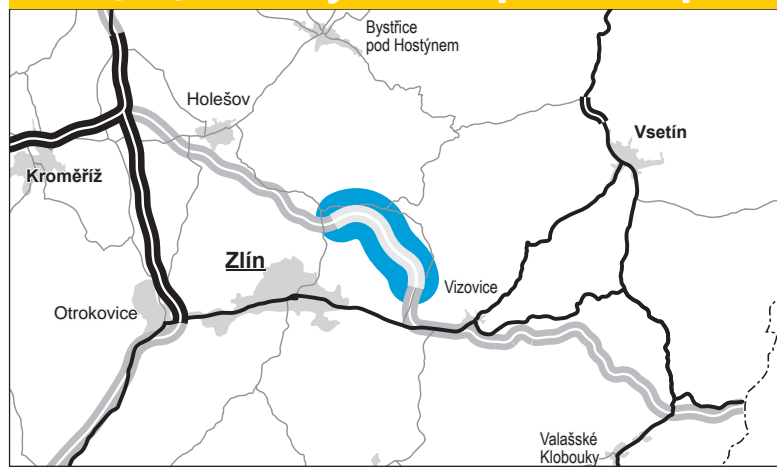 Bystřice
pod Hostýnem
Holešov
Vsetín
Kroměříž
Zlín
Vizovice
Otrokovice
Valašské
Klobouky